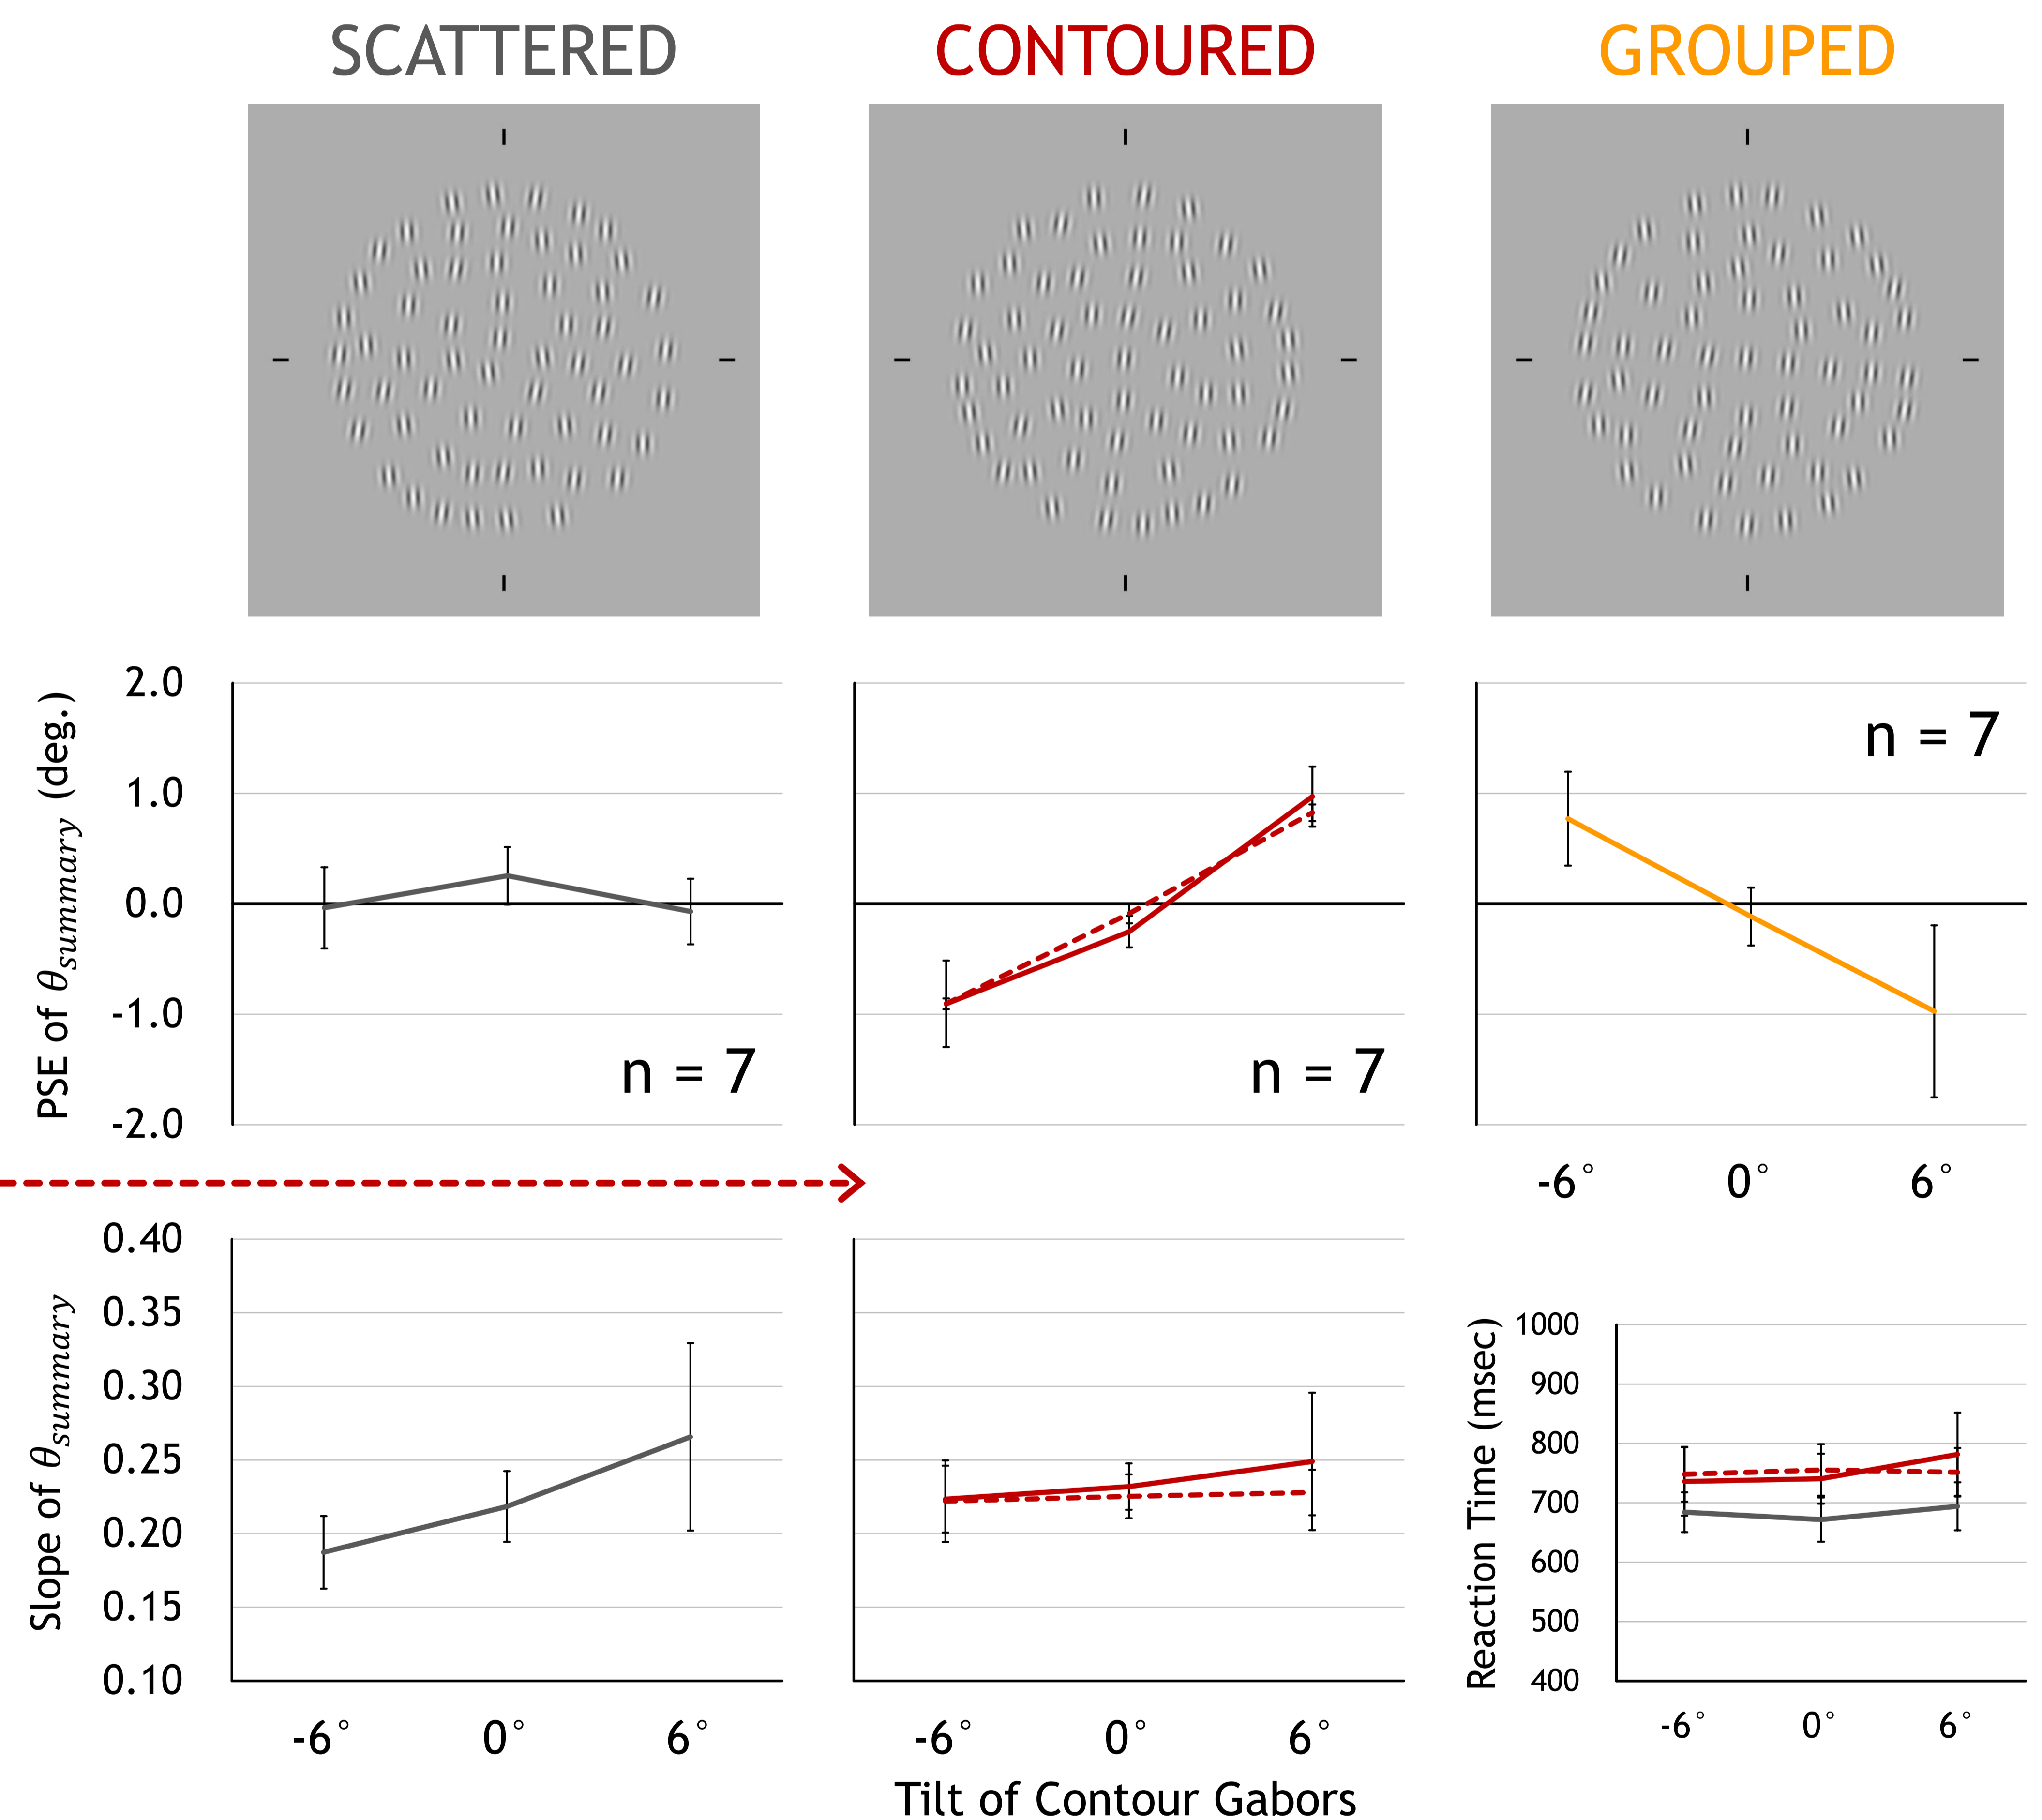 SCATTERED CONTOURED GROUPED
PSE of θsummary (deg.)
2.0
1.0
0.0
-1.0
-2.0
n = 7
n = 7
n = 7
-6° 0° 6°
Slope of θsummary
0.40
0.35
0.30
0.25
0.20
0.15
0.10
-6° 0° 6°
-6° 0° 6°
Tilt of Contour Gabors
Reaction Time (msec)
1000
900
800
700
600
500
400
-6° 0° 6°